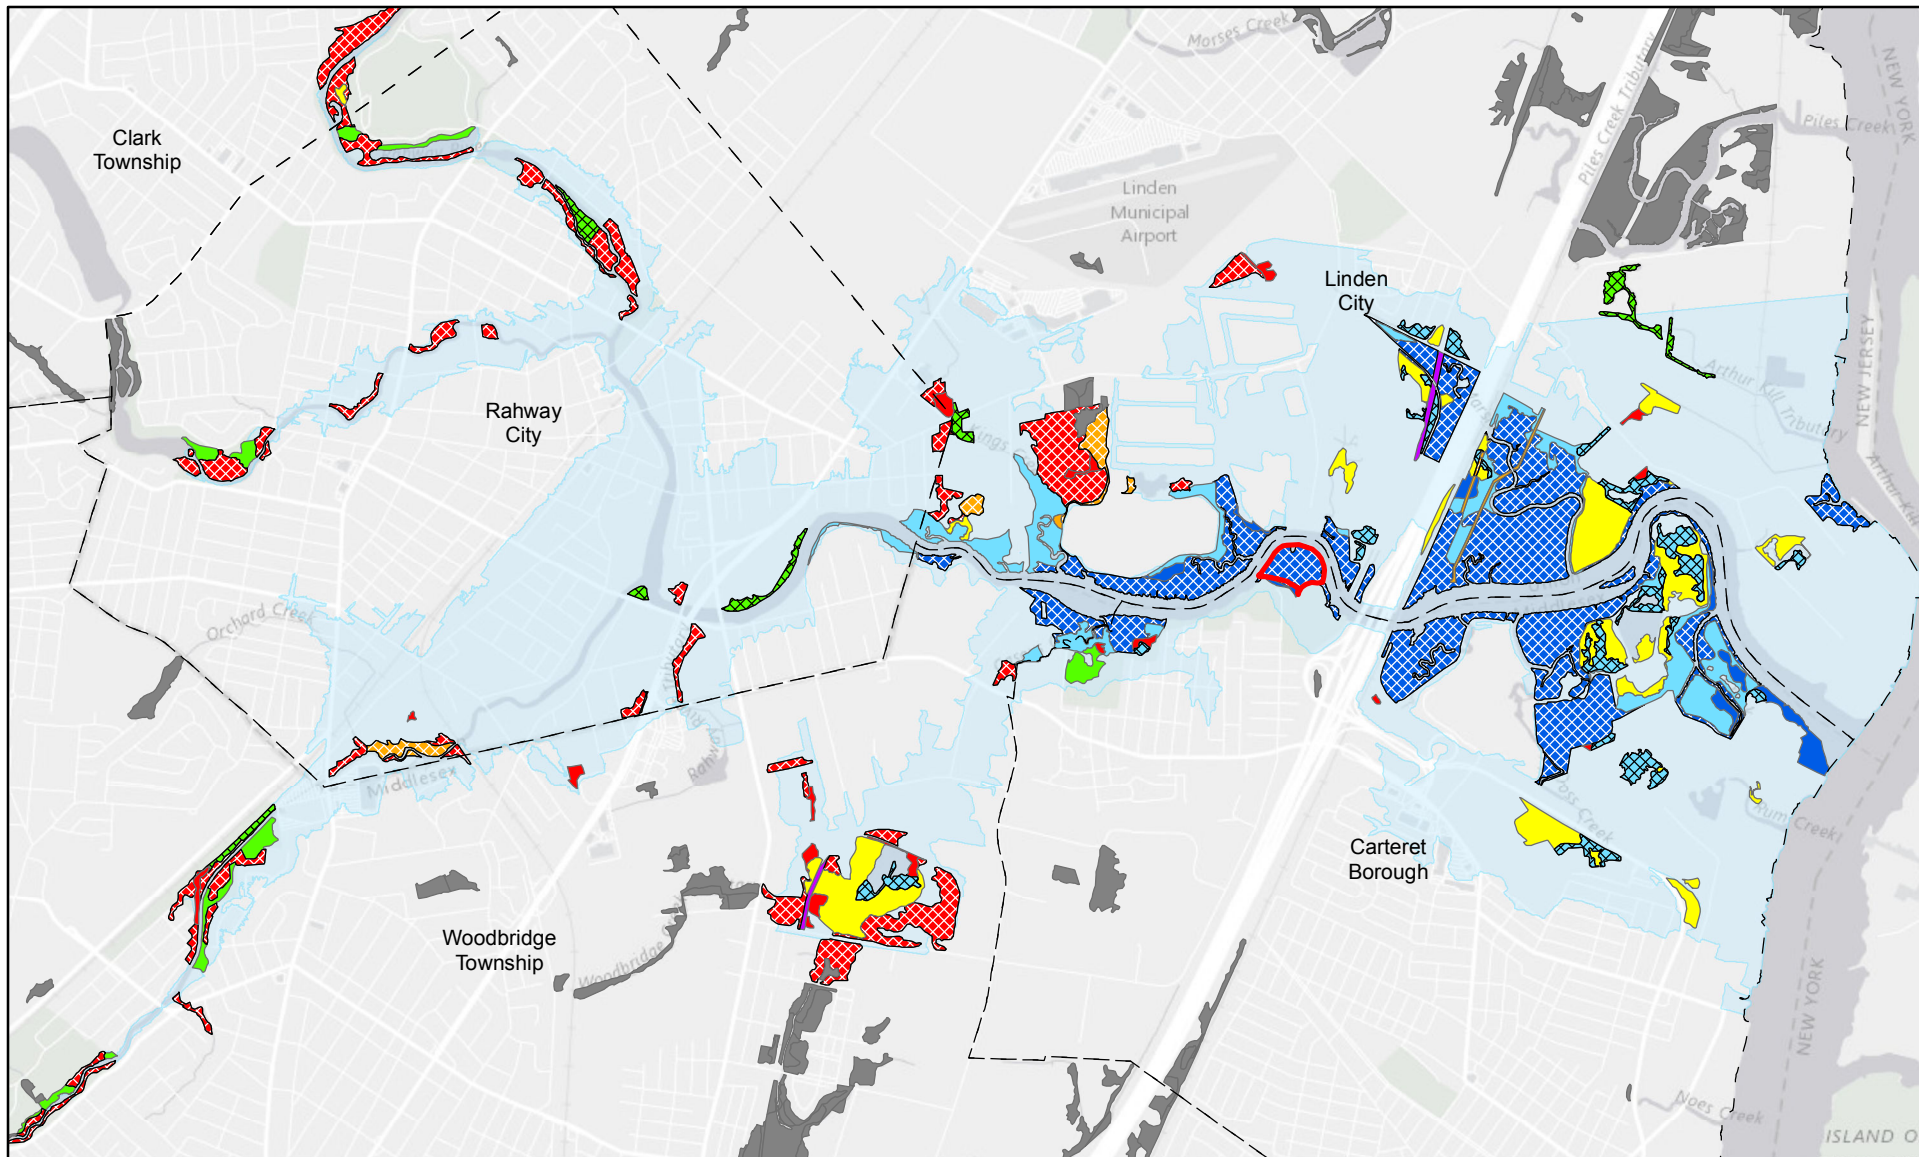 Morses Creek
NEW YORK
Piles Creek Tributary
Piles Creek
Clark
Township
Linden
Municipal
Airport
Linden
City
NEW JERSEY
Arthur Kill Tributary
Rahway
City
Arthur Kill
Orchard Creek
Middlesex
Rahway
Carteret
Borough
Woodbridge
Township
Woodbridge
NEW YORK
Noes Creek
ISLAND O